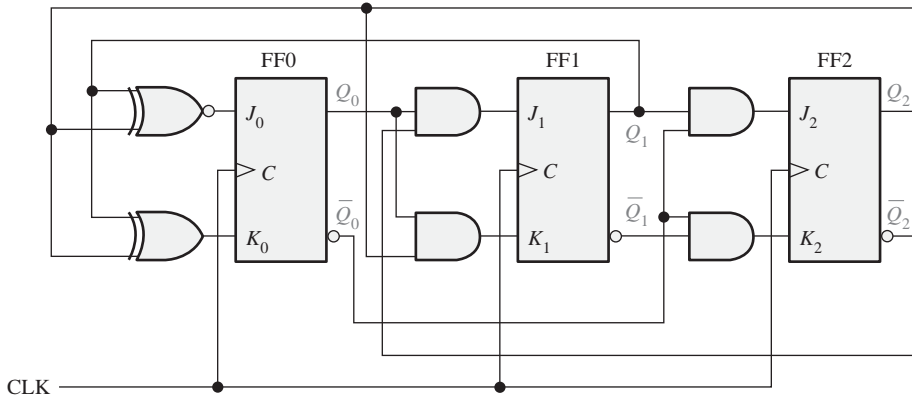 FF0
FF1
FF2
Q₀
J₀
C
Q̅₀
K₀
J₁
Q₁
C
Q̅₁
K₁
J₂
Q₂
C
Q̅₂
K₂
CLK